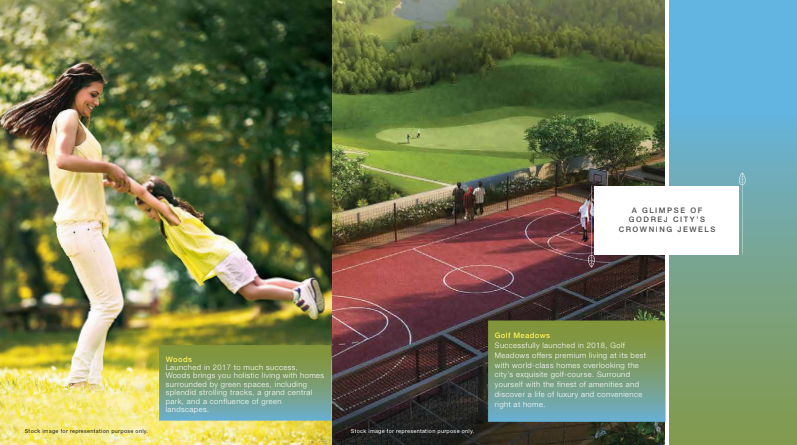 Woods
Launched in 2017 to much success,
Woods brings you holistic living with homes
surrounded by green spaces, including
splendid strolling tracks, a grand central
park, and a confluence of green
landscapes.
Stock image for representation purpose only.
Golf Meadows
Successfully launched in 2018, Golf
Meadows offers premium living at its best
with world-class homes overlooking the
city's exquisite golf-course. Surround
yourself with the finest of amenities and
discover a life of luxury and convenience
right at home.
Stock image for representation purpose only.
A GLIMPSE OF
GODREJ CITY'S
CROWNING JEWELS